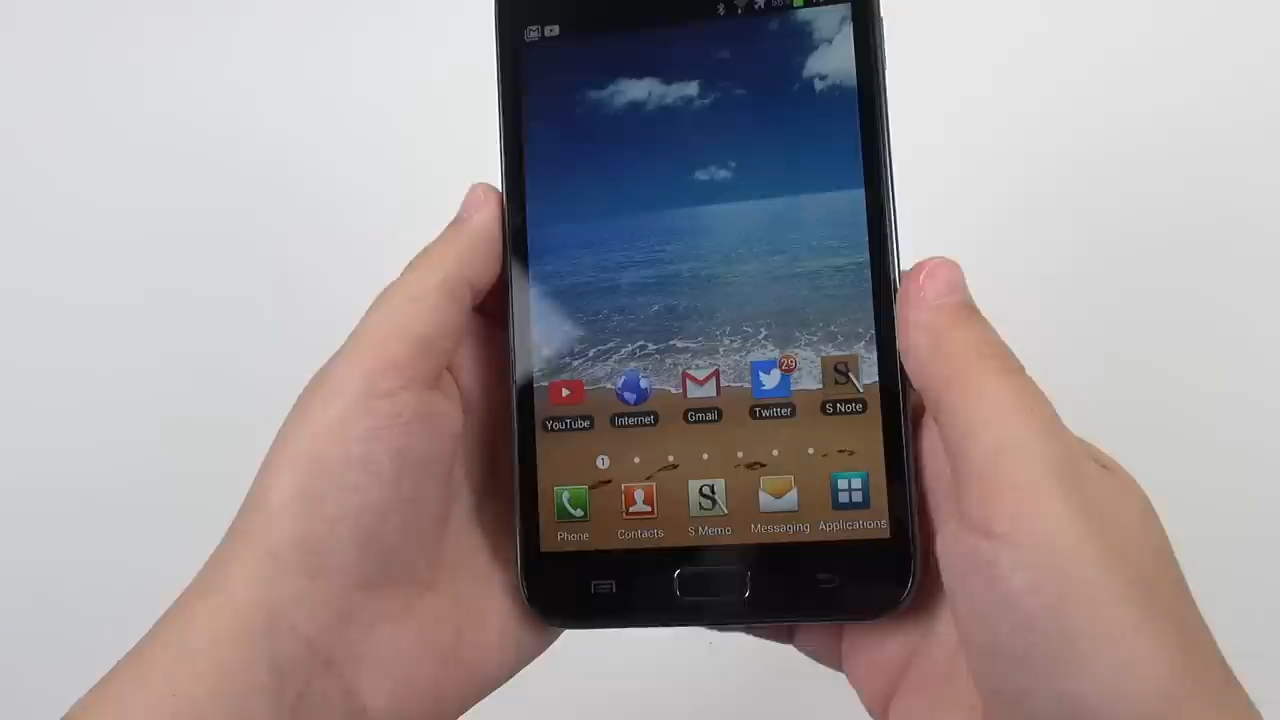 YouTube Internet Gmail Twitter 29 S Note
1
Phone Contacts S Memo Messaging Applications